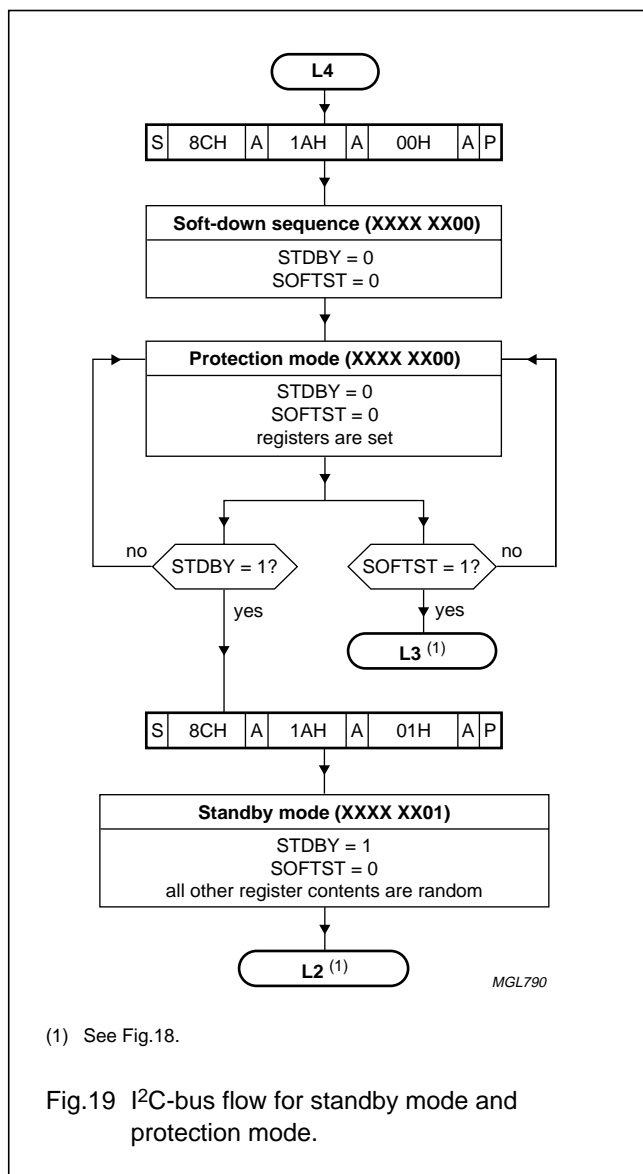 L4
S 8CH A 1AH A 00H A P
Soft-down sequence (XXXX XX00)
STDBY = 0
SOFTST = 0
Protection mode (XXXX XX00)
STDBY = 0
SOFTST = 0
registers are set
no STDBY = 1? SOFTST = 1? no
yes yes
L3 (1)
S 8CH A 1AH A 01H A P
Standby mode (XXXX XX01)
STDBY = 1
SOFTST = 0
all other register contents are random
L2 (1)
MGL790
(1) See Fig.18.
Fig.19 I²C-bus flow for standby mode and
protection mode.